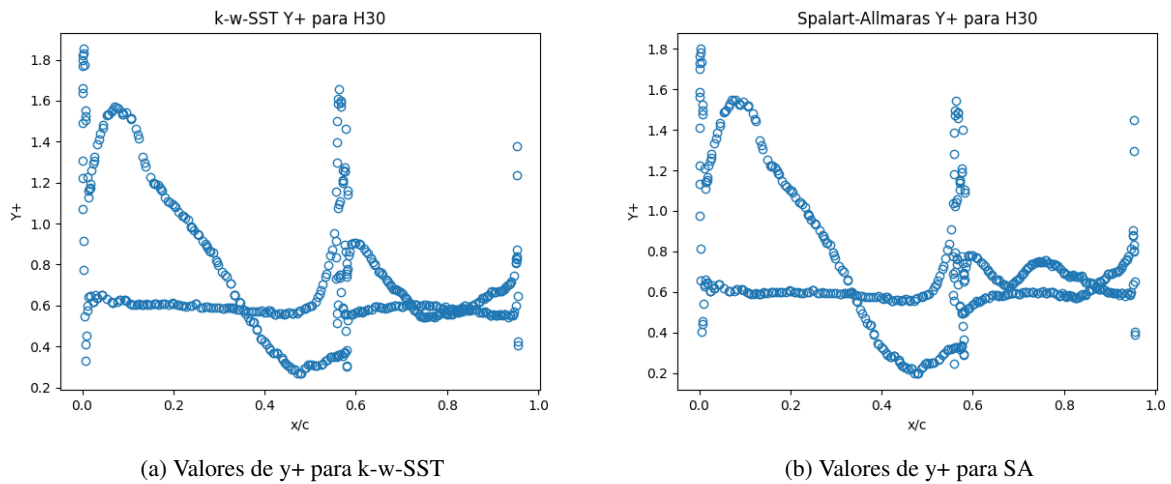 k-w-SST Y+ para H30
1.8
1.6
1.4
1.2
1.0
0.8
0.6
0.4
0.2
Y+
0.0 0.2 0.4 0.6 0.8 1.0
x/c
(a) Valores de y+ para k-w-SST
Spalart-Allmaras Y+ para H30
1.8
1.6
1.4
1.2
1.0
0.8
0.6
0.4
0.2
Y+
0.0 0.2 0.4 0.6 0.8 1.0
x/c
(b) Valores de y+ para SA